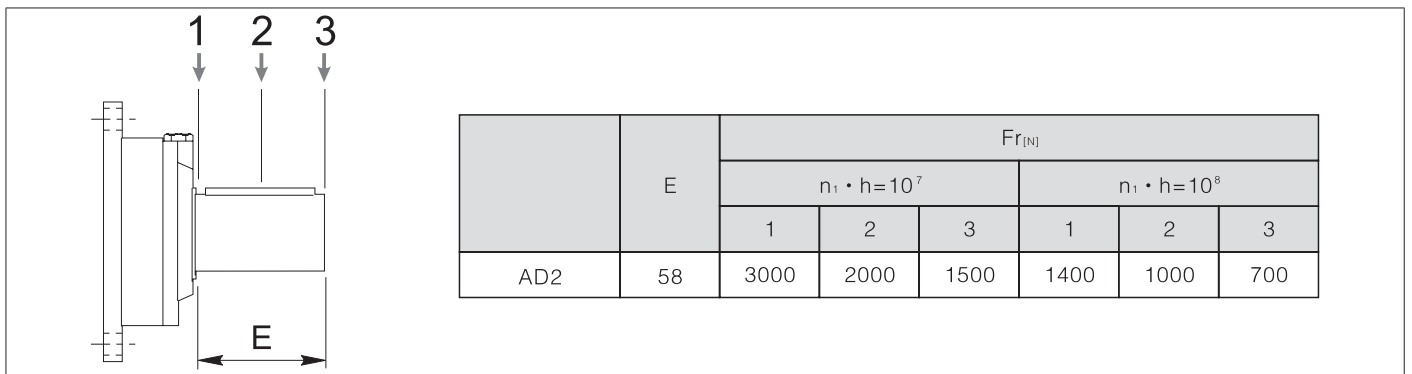 1 2 3
E
Fr[N]
E
n₁ • h=10⁷ n₁ • h=10⁸
1 2 3 1 2 3
AD2 58 3000 2000 1500 1400 1000 700